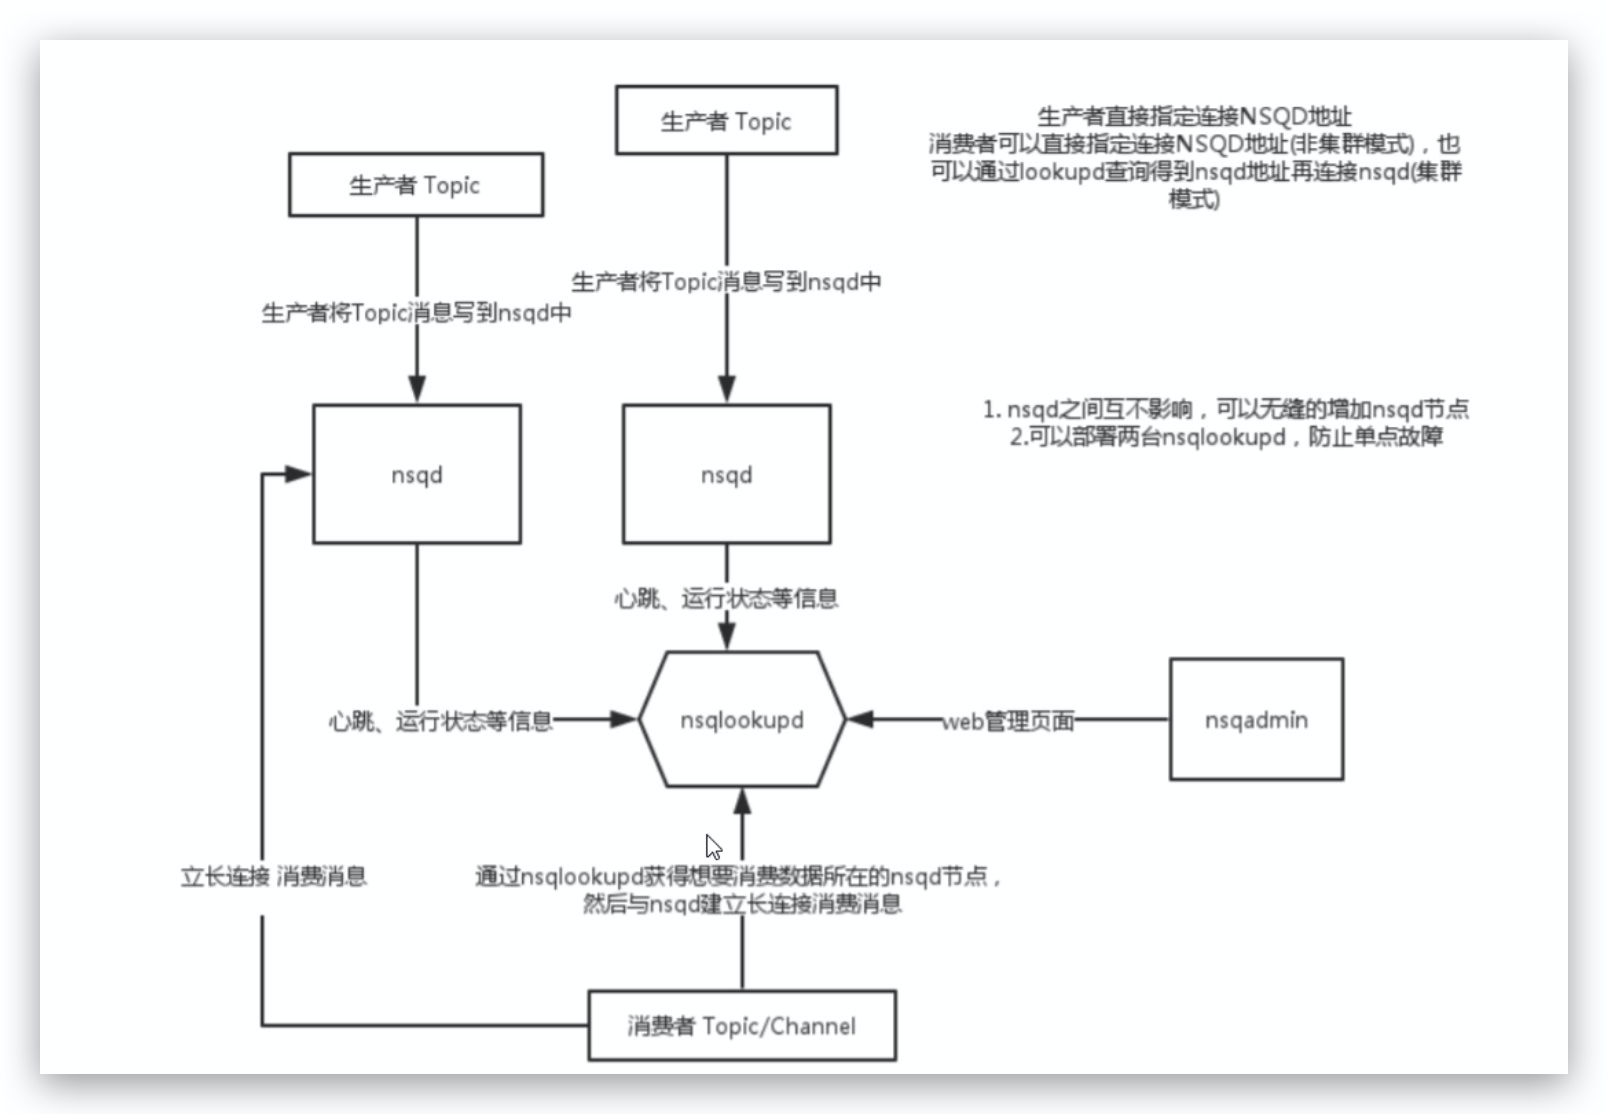 生产者 Topic
生产者直接指定连接NSQD地址
消费者可以直接指定连接NSQD地址(非集群模式)，也
可以通过lookupd查询得到nsqd地址再连接nsqd(集群
模式)
生产者 Topic
生产者将Topic消息写到nsqd中
生产者将Topic消息写到nsqd中
1. nsqd之间互不影响，可以无缝的增加nsqd节点
2.可以部署两台nsqlookupd，防止单点故障
nsqd
nsqd
心跳、运行状态等信息
心跳、运行状态等信息
nsqlookupd
web管理页面
nsqadmin
立长连接 消费消息
通过nsqlookupd获得想要消费数据所在的nsqd节点，
然后与nsqd建立长连接消费消息
消费者 Topic/Channel